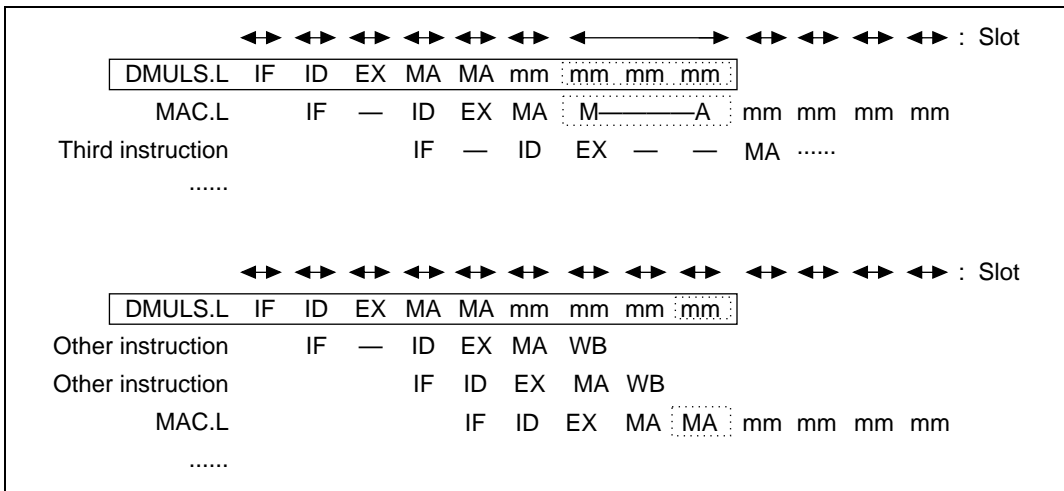 : Slot
DMULS.L IF ID EX MA MA mm mm mm mm
MAC.L IF — ID EX MA M————A mm mm mm mm
Third instruction IF — ID EX — — MA ......
......
: Slot
DMULS.L IF ID EX MA MA mm mm mm mm
Other instruction IF — ID EX MA WB
Other instruction IF ID EX MA WB
MAC.L IF ID EX MA MA mm mm mm mm
......